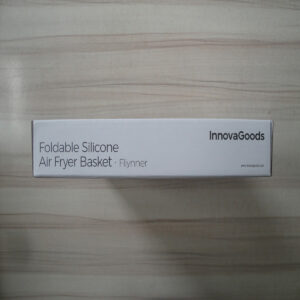 InnovaGoods
Foldable Silicone
Air Fryer Basket · Flynner